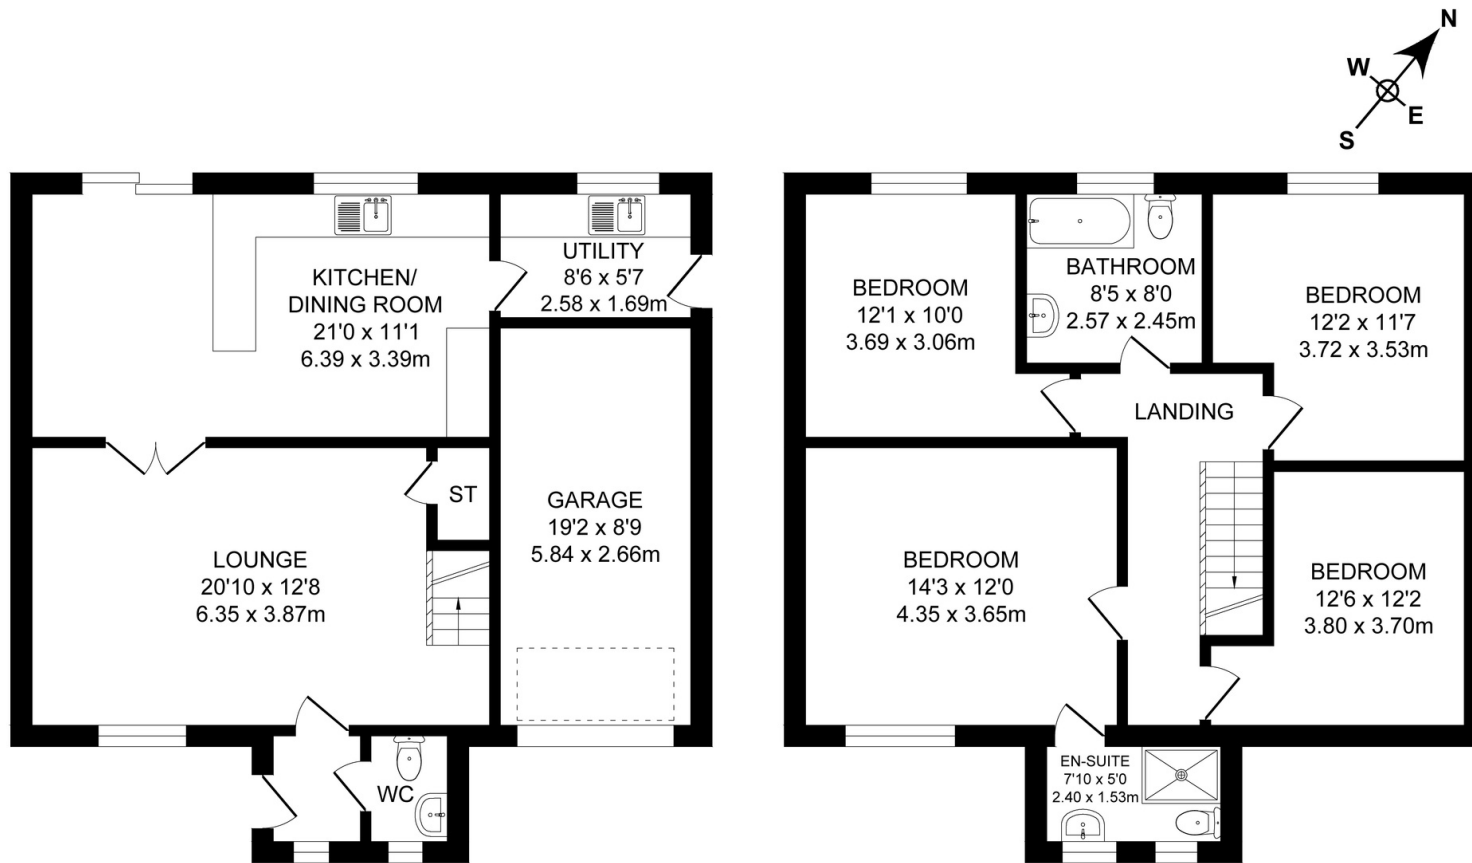 N
W
E
S
KITCHEN/
DINING ROOM
21'0 x 11'1
6.39 x 3.39m
UTILITY
8'6 x 5'7
2.58 x 1.69m
ST
GARAGE
19'2 x 8'9
5.84 x 2.66m
LOUNGE
20'10 x 12'8
6.35 x 3.87m
WC
BEDROOM
12'1 x 10'0
3.69 x 3.06m
BATHROOM
8'5 x 8'0
2.57 x 2.45m
BEDROOM
12'2 x 11'7
3.72 x 3.53m
LANDING
BEDROOM
14'3 x 12'0
4.35 x 3.65m
BEDROOM
12'6 x 12'2
3.80 x 3.70m
EN-SUITE
7'10 x 5'0
2.40 x 1.53m